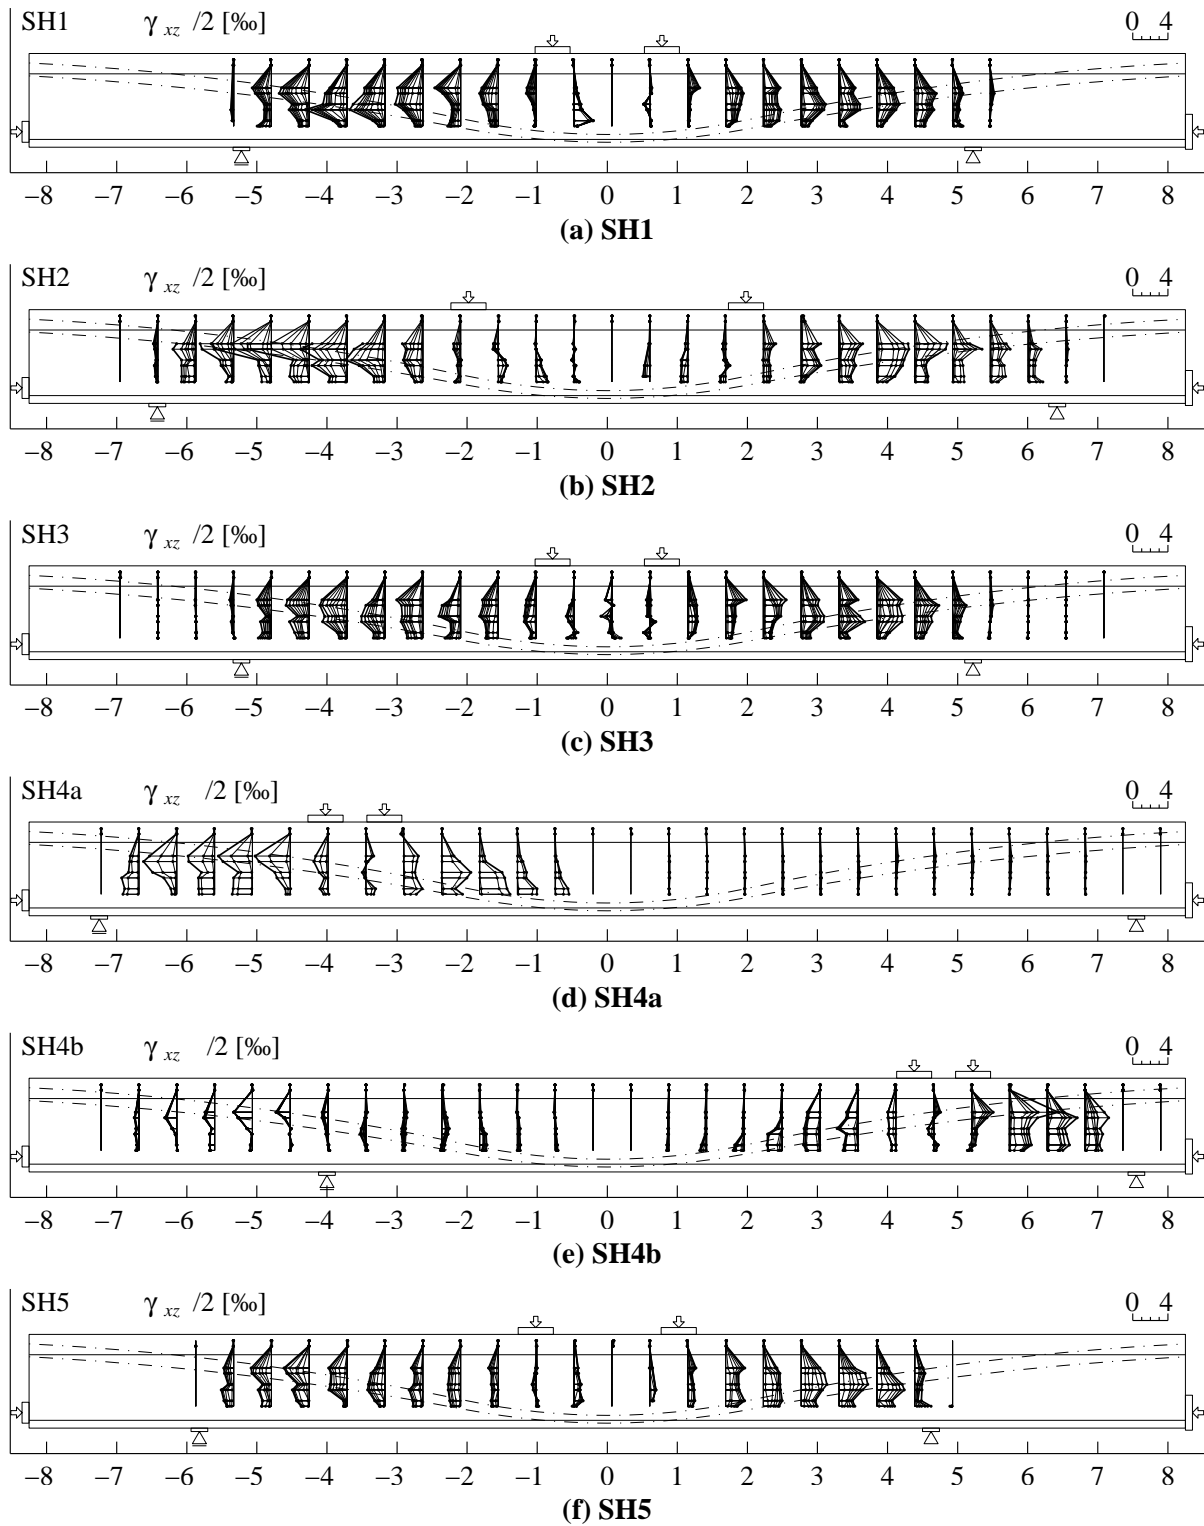 SH1 γ xz /2 [‰] 0 4
−8 −7 −6 −5 −4 −3 −2 −1 0 1 2 3 4 5 6 7 8
(a) SH1
SH2 γ xz /2 [‰] 0 4
−8 −7 −6 −5 −4 −3 −2 −1 0 1 2 3 4 5 6 7 8
(b) SH2
SH3 γ xz /2 [‰] 0 4
−8 −7 −6 −5 −4 −3 −2 −1 0 1 2 3 4 5 6 7 8
(c) SH3
SH4a γ xz /2 [‰] 0 4
−8 −7 −6 −5 −4 −3 −2 −1 0 1 2 3 4 5 6 7 8
(d) SH4a
SH4b γ xz /2 [‰] 0 4
−8 −7 −6 −5 −4 −3 −2 −1 0 1 2 3 4 5 6 7 8
(e) SH4b
SH5 γ xz /2 [‰] 0 4
−8 −7 −6 −5 −4 −3 −2 −1 0 1 2 3 4 5 6 7 8
(f) SH5